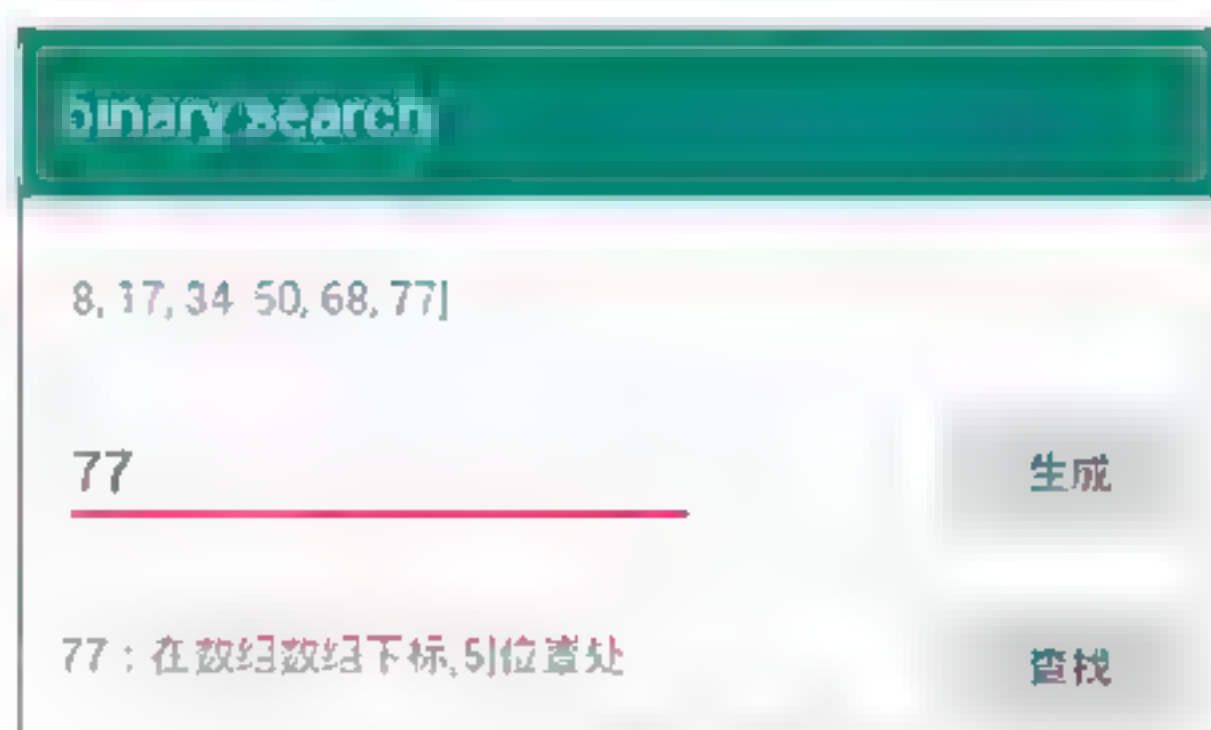 binary search
8, 17, 34 50, 68, 77]
77
生成
77：在数组数组下标,5]位置处
查找